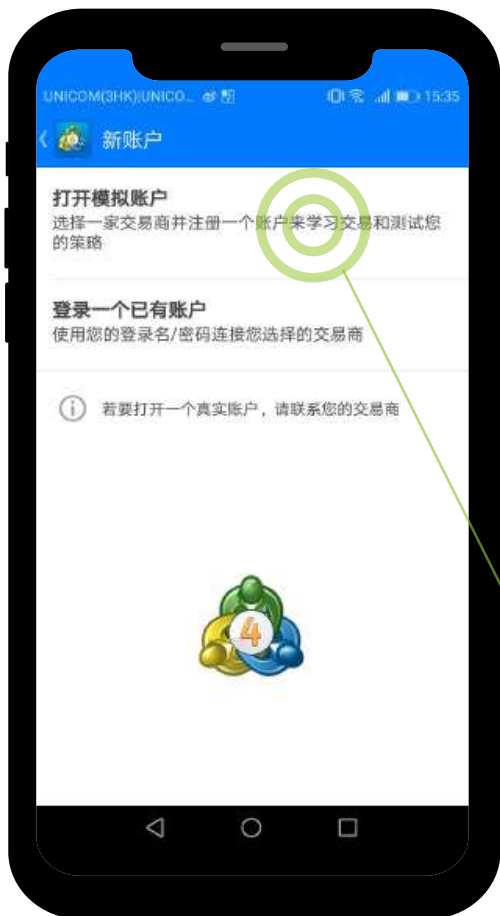 UNICOM(3HK)|UNICO... 15:35
新账户
打开模拟账户
选择一家交易商并注册一个账户来学习交易和测试您
的策略
登录一个已有账户
使用您的登录名/密码连接您选择的交易商
若要打开一个真实账户，请联系您的交易商
4